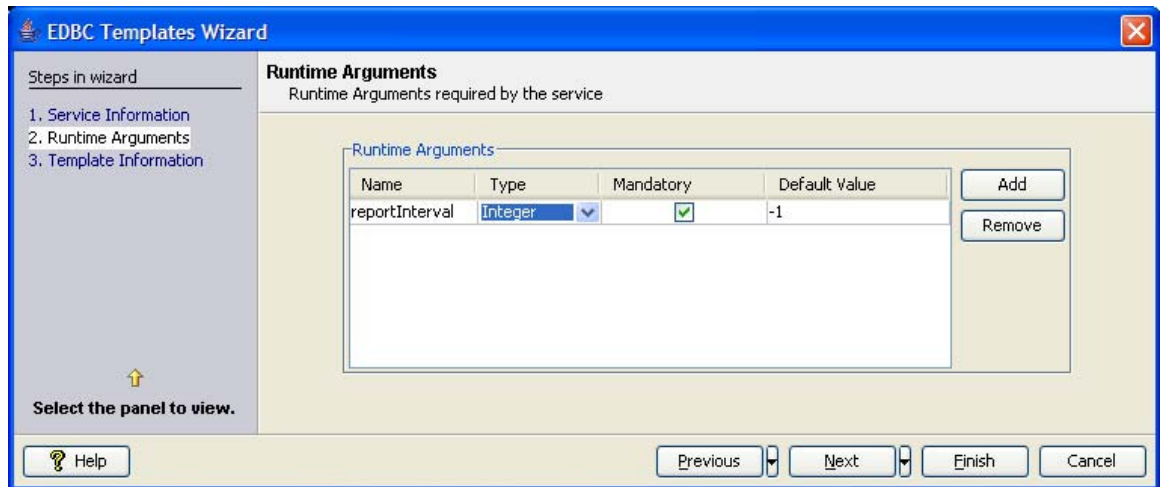 EDBC Templates Wizard
Steps in wizard
1. Service Information
2. Runtime Arguments
3. Template Information
Select the panel to view.
Runtime Arguments
Runtime Arguments required by the service
Runtime Arguments
Name Type Mandatory Default Value
reportInterval Integer -1
Add
Remove
Help
Previous Next Finish Cancel